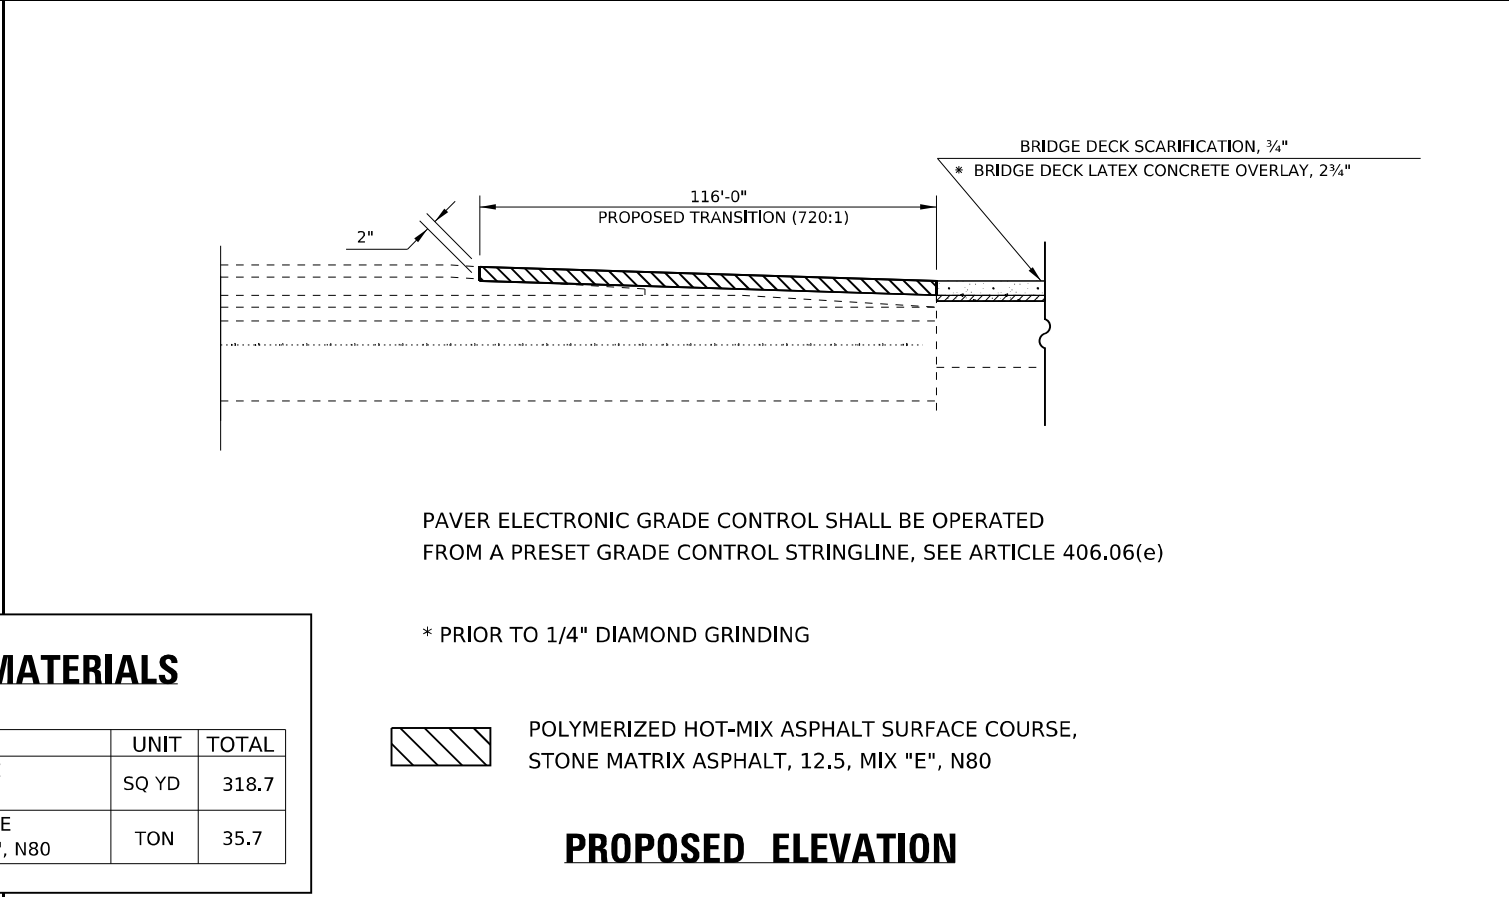 BRIDGE DECK SCARIFICATION, ¾"
* BRIDGE DECK LATEX CONCRETE OVERLAY, 2¾"
116'-0"
PROPOSED TRANSITION (720:1)
2"
PAVER ELECTRONIC GRADE CONTROL SHALL BE OPERATED
FROM A PRESET GRADE CONTROL STRINGLINE, SEE ARTICLE 406.06(e)
* PRIOR TO 1/4" DIAMOND GRINDING
MATERIALS
UNIT TOTAL
SQ YD 318.7
E
", N80
TON 35.7
POLYMERIZED HOT-MIX ASPHALT SURFACE COURSE,
STONE MATRIX ASPHALT, 12.5, MIX "E", N80
PROPOSED ELEVATION